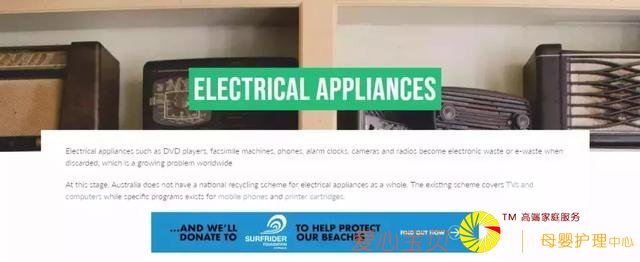 ELECTRICAL APPLIANCES
Electrical appliances such as DVD players, facsimile machines, phones, alarm clocks, cameras and radios become electronic waste or e-waste when
discarded, which is a growing problem worldwide
At this stage, Australia does not have a national recycling scheme for electrical appliances as a whole. The existing scheme covers TVs and
computers while specific programs exists for mobile phones and printer cartridges.
...AND WE'LL
DONATE TO
SURFRIDER
FOUNDATION
TO HELP PROTECT
OUR BEACHES
FIND OUT HOW
爱心宝贝
TM 高端家庭服务
母婴护理中心